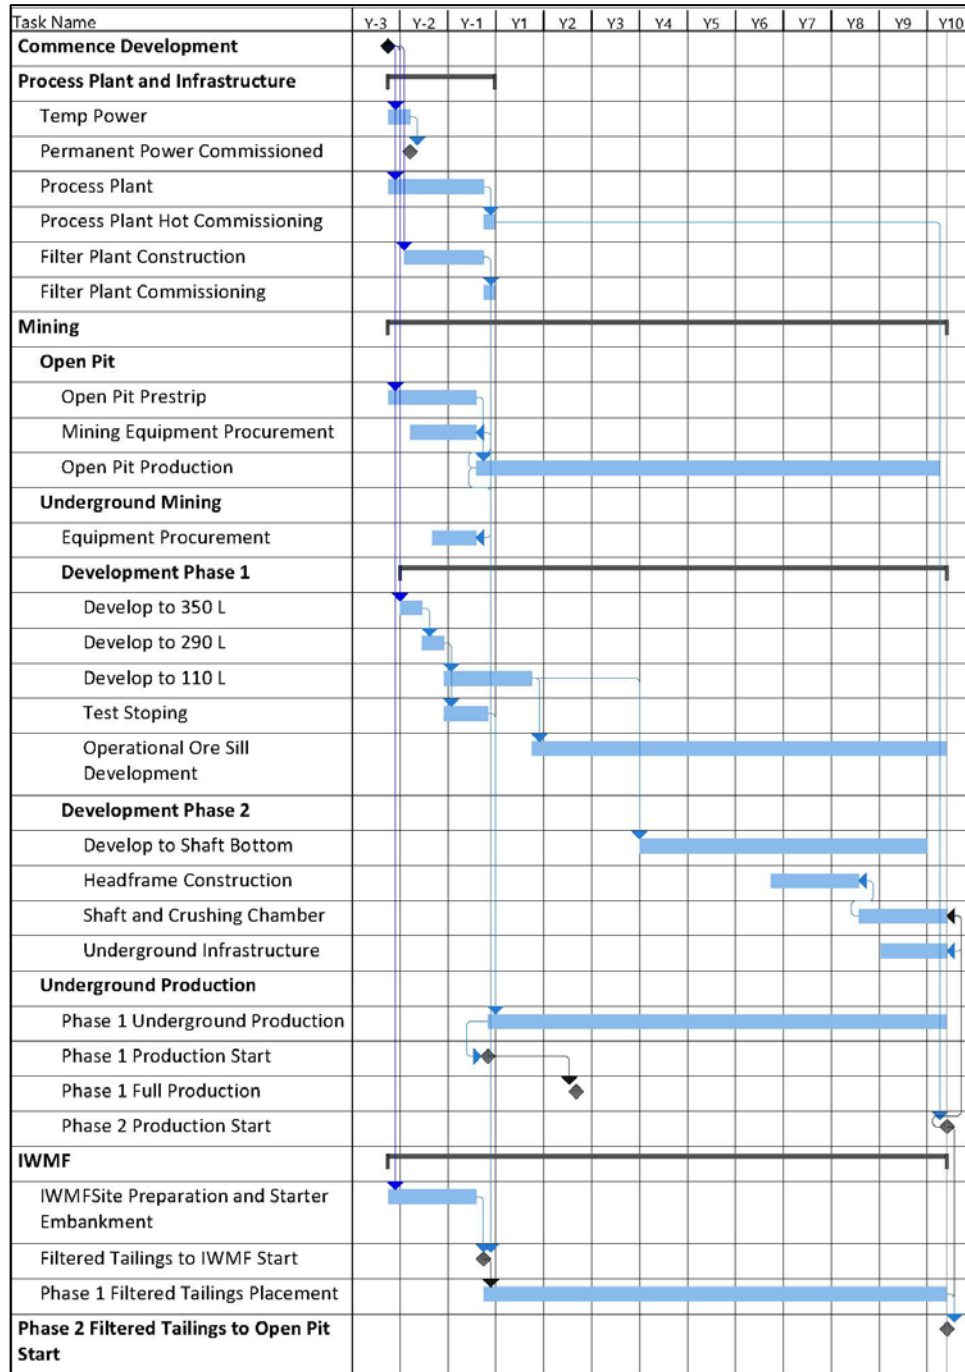 Task Name Y-3 Y-2 Y-1 Y1 Y2 Y3 Y4 Y5 Y6 Y7 Y8 Y9 Y10
Commence Development
Process Plant and Infrastructure
Temp Power
Permanent Power Commissioned
Process Plant
Process Plant Hot Commissioning
Filter Plant Construction
Filter Plant Commissioning
Mining
Open Pit
Open Pit Prestrip
Mining Equipment Procurement
Open Pit Production
Underground Mining
Equipment Procurement
Development Phase 1
Develop to 350 L
Develop to 290 L
Develop to 110 L
Test Stoping
Operational Ore Sill
Development
Development Phase 2
Develop to Shaft Bottom
Headframe Construction
Shaft and Crushing Chamber
Underground Infrastructure
Underground Production
Phase 1 Underground Production
Phase 1 Production Start
Phase 1 Full Production
Phase 2 Production Start
IWMF
IWMFSite Preparation and Starter
Embankment
Filtered Tailings to IWMF Start
Phase 1 Filtered Tailings Placement
Phase 2 Filtered Tailings to Open Pit
Start